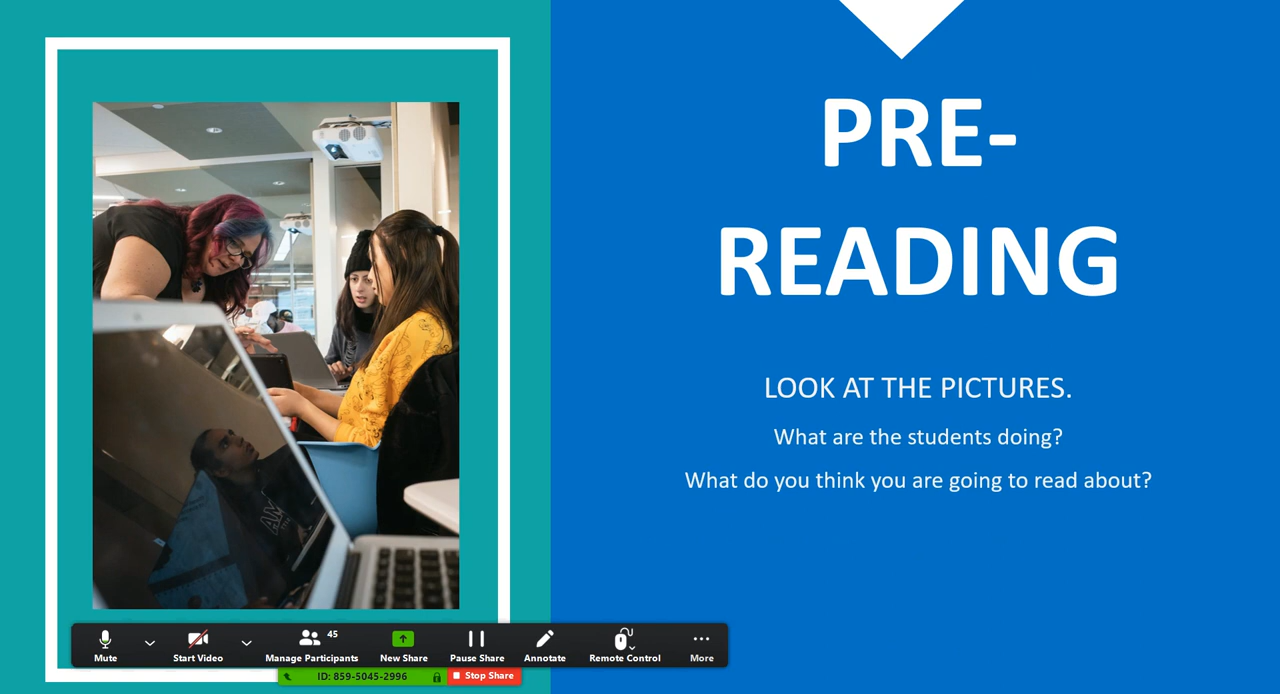 PRE-
READING
LOOK AT THE PICTURES.
What are the students doing?
What do you think you are going to read about?
AM
45
Mute
Start Video
Manage Participants
New Share
Pause Share
Annotate
Remote Control
More
ID: 859-5045-2996
Stop Share